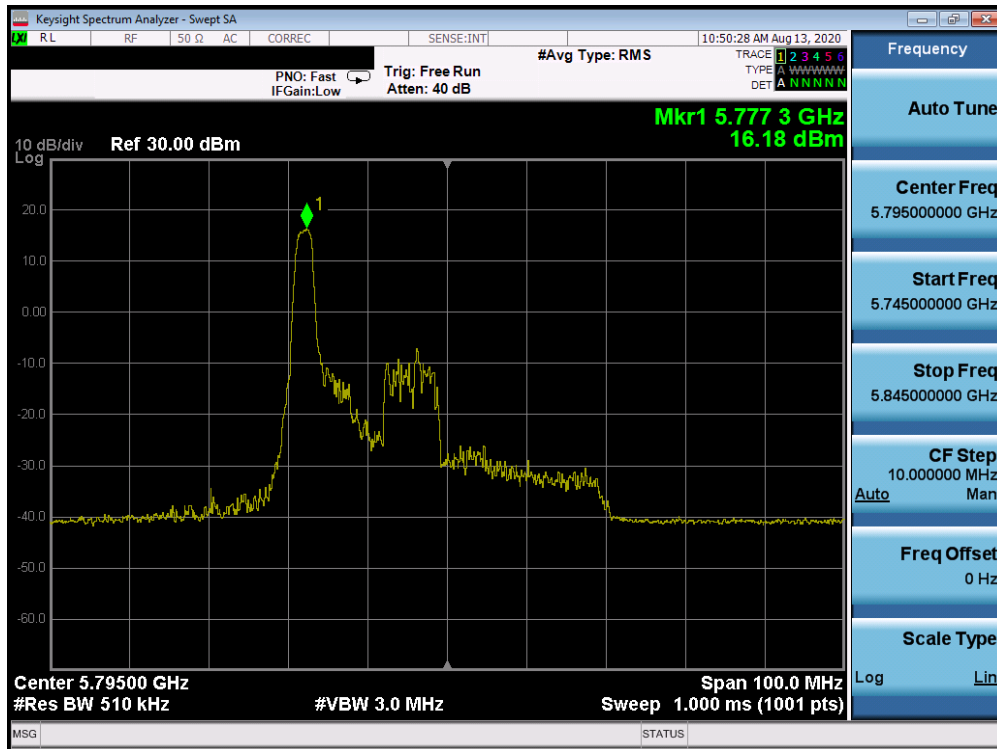 Keysight Spectrum Analyzer - Swept SA
LXI RL RF 50 Ω AC CORREC SENSE:INT 10:50:28 AM Aug 13, 2020
#Avg Type: RMS
TRACE 1 2 3 4 5 6
TYPE A WWWWW
DET A N N N N N
PNO: Fast
IFGain:Low
Trig: Free Run
Atten: 40 dB
Mkr1 5.777 3 GHz
16.18 dBm
10 dB/div
Log
Ref 30.00 dBm
1
20.0
10.0
0.00
-10.0
-20.0
-30.0
-40.0
-50.0
-60.0
Center 5.79500 GHz
Span 100.0 MHz
#Res BW 510 kHz
#VBW 3.0 MHz
Sweep 1.000 ms (1001 pts)
MSG
STATUS
Frequency
Auto Tune
Center Freq
5.795000000 GHz
Start Freq
5.745000000 GHz
Stop Freq
5.845000000 GHz
CF Step
10.000000 MHz
Auto Man
Freq Offset
0 Hz
Scale Type
Log Lin